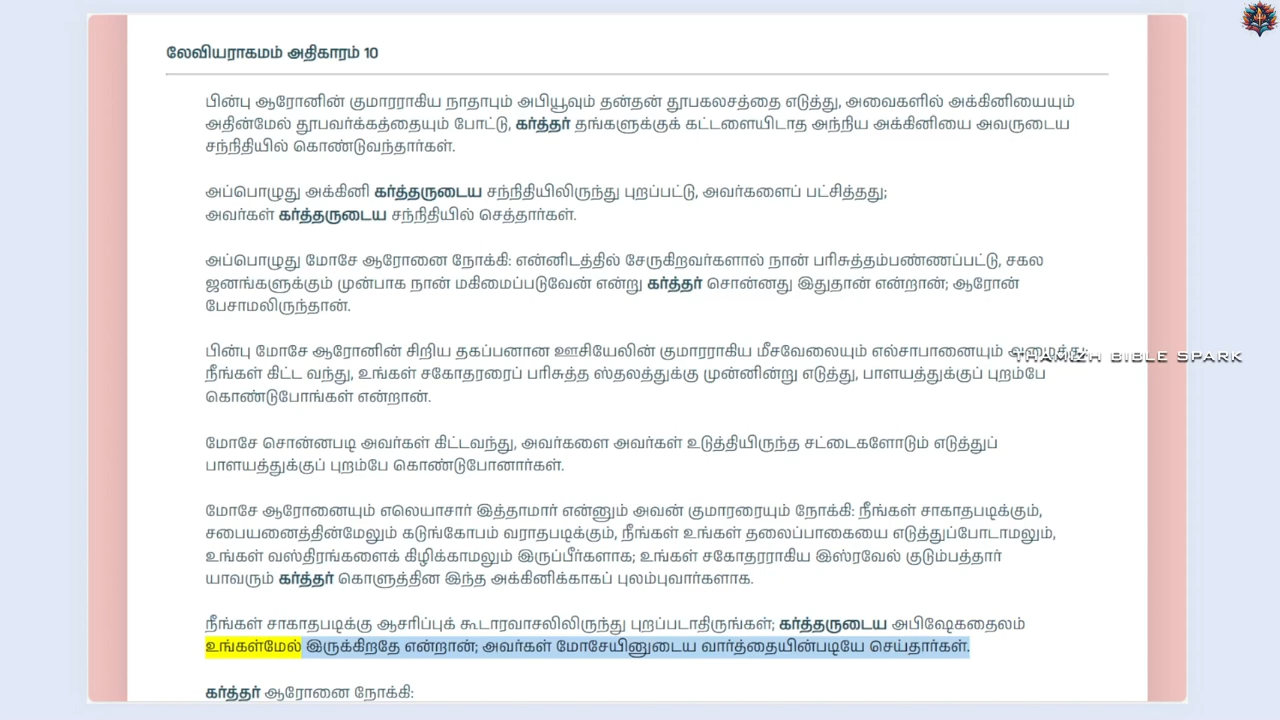 லேவியராகமம் அதிகாரம் 10
பின்பு ஆரோனின் குமாரராகிய நாதாபும் அபியூவும் தன்தன் தூபகலசத்தை எடுத்து, அவைகளில் அக்கினியையும்
அதின்மேல் தூபவர்க்கத்தையும் போட்டு, கர்த்தர் தங்களுக்குக் கட்டளையிடாத அந்நிய அக்கினியை அவருடைய
சந்நிதியில் கொண்டுவந்தார்கள்.
அப்பொழுது அக்கினி கர்த்தருடைய சந்நிதியிலிருந்து புறப்பட்டு, அவர்களைப் பட்சித்தது;
அவர்கள் கர்த்தருடைய சந்நிதியில் செத்தார்கள்.
அப்பொழுது மோசே ஆரோனை நோக்கி: என்னிடத்தில் சேருகிறவர்களால் நான் பரிசுத்தம்பண்ணப்பட்டு, சகல
ஜனங்களுக்கும் முன்பாக நான் மகிமைப்படுவேன் என்று கர்த்தர் சொன்னது இதுதான் என்றான்; ஆரோன்
பேசாமலிருந்தான்.
பின்பு மோசே ஆரோனின் சிறிய தகப்பனான ஊசியேலின் குமாரராகிய மீசவேலையும் எல்சாபானையும்
THAMIZH BIBLE SPARK
நீங்கள் கிட்ட வந்து, உங்கள் சகோதரரைப் பரிசுத்த ஸ்தலத்துக்கு முன்னின்று எடுத்து, பாளயத்துக்குப் புறம்பே
கொண்டுபோங்கள் என்றான்.
மோசே சொன்னபடி அவர்கள் கிட்டவந்து, அவர்களை அவர்கள் உடுத்தியிருந்த சட்டைகளோடும் எடுத்துப்
பாளயத்துக்குப் புறம்பே கொண்டுபோனார்கள்.
மோசே ஆரோனையும் எலெயாசார் இத்தாமார் என்னும் அவன் குமாரரையும் நோக்கி: நீங்கள் சாகாதபடிக்கும்,
சபையனைத்தின்மேலும் கடுங்கோபம் வராதபடிக்கும், நீங்கள் உங்கள் தலைப்பாகையை எடுத்துப்போடாமலும்,
உங்கள் வஸ்திரங்களைக் கிழிக்காமலும் இருப்பீர்களாக; உங்கள் சகோதரராகிய இஸ்ரவேல் குடும்பத்தார்
யாவரும் கர்த்தர் கொளுத்தின இந்த அக்கினிக்காகப் புலம்புவார்களாக.
நீங்கள் சாகாதபடிக்கு ஆசரிப்புக் கூடாரவாசலிலிருந்து புறப்படாதிருங்கள்; கர்த்தருடைய அபிஷேகதைலம்
உங்கள்மேல் இருக்கிறதே என்றான்; அவர்கள் மோசேயினுடைய வார்த்தையின்படியே செய்தார்கள்.
கர்த்தர் ஆரோனை நோக்கி: